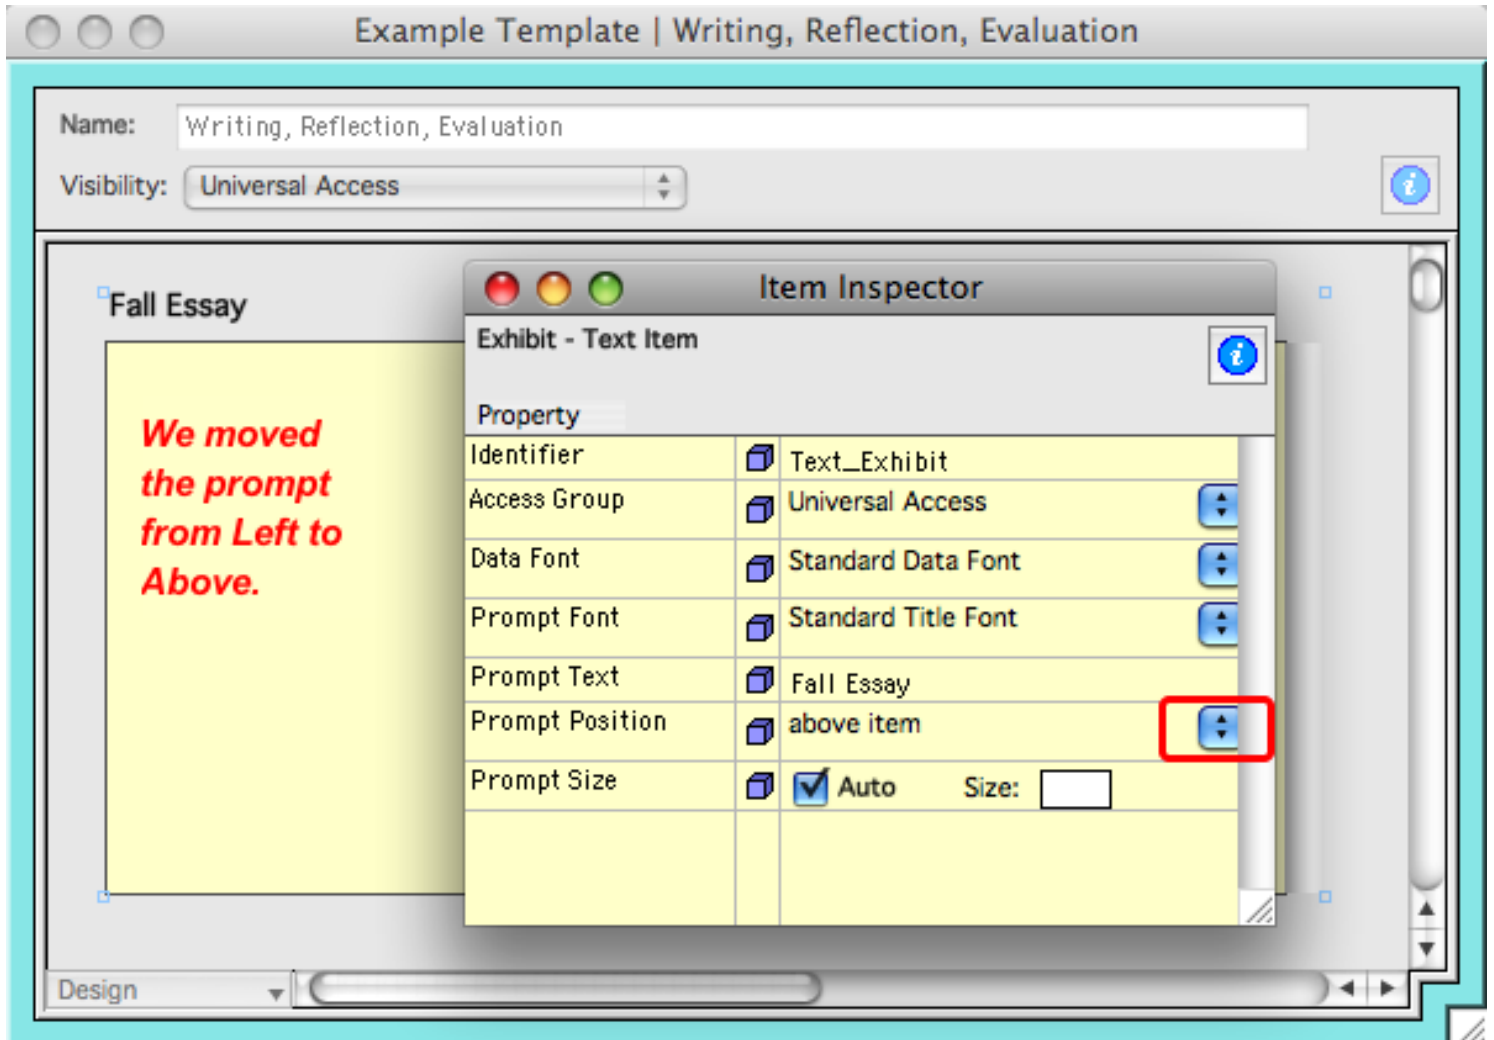 Example Template | Writing, Reflection, Evaluation
Name: Writing, Reflection, Evaluation
Visibility: Universal Access
Fall Essay
We moved
the prompt
from Left to
Above.
Item Inspector
Exhibit - Text Item
Property
Identifier Text_Exhibit
Access Group Universal Access
Data Font Standard Data Font
Prompt Font Standard Title Font
Prompt Text Fall Essay
Prompt Position above item
Prompt Size Auto Size:
Design